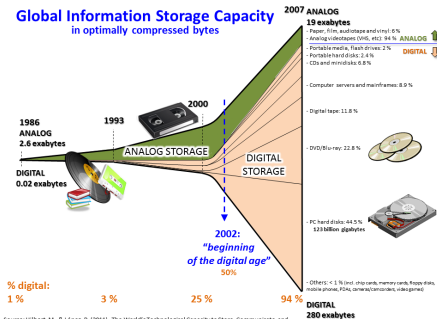 Global Information Storage Capacity
in optimally compressed bytes
2007 ANALOG
19 exabytes
- Paper, film, audiotape and vinyl: 6 %
- Analog videotapes (VHS, etc): 94 %
ANALOG
DIGITAL
- Portable media, flash drives: 2 %
- Portable hard disks: 2.4 %
- CDs and minidisks: 6.8 %
- Computer servers and mainframes: 8.9 %
- Digital tape: 11.8 %
- DVD/Blu-ray: 22.8 %
- PC hard disks: 44.5 %
123 billion gigabytes
- Others: < 1 % (incl. chip cards, memory cards, floppy disks,
mobile phones, PDAs, cameras/camcorders, video games)
DIGITAL
280 exabytes
1986
ANALOG
2.6 exabytes
DIGITAL
0.02 exabytes
1993
2000
ANALOG STORAGE
DIGITAL
STORAGE
2002:
"beginning
of the digital age"
50%
% digital:
1 %
3 %
25 %
94 %